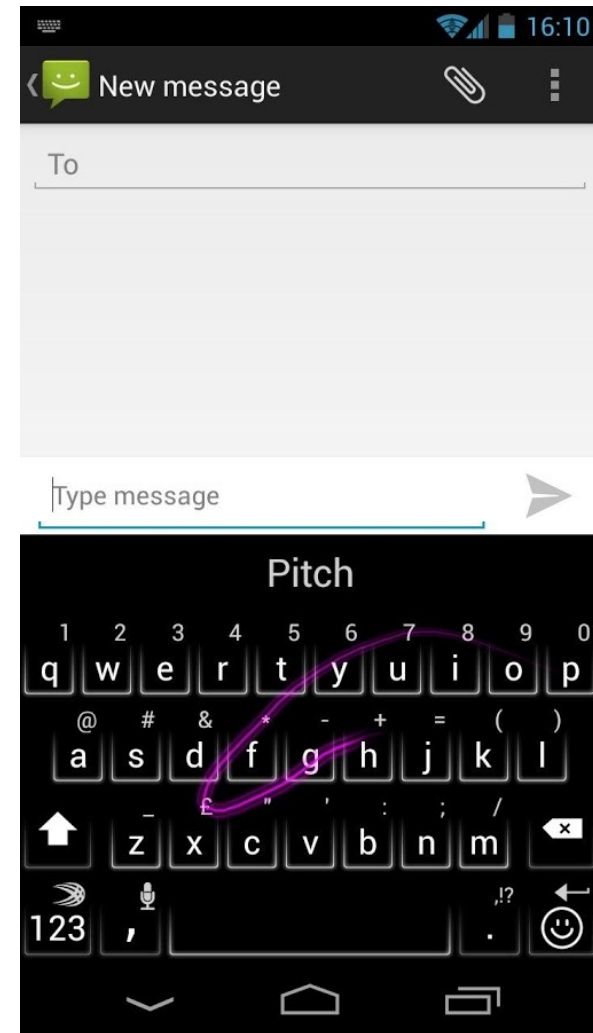 16:10
New message
To
Type message
Pitch
1 2 3 4 5 6 7 8 9 0
q w e r t y u i o p
@ # & * - + = ( )
a s d f g h j k l
_ £ " ' : ; /
z x c v b n m
,!?
123 , .